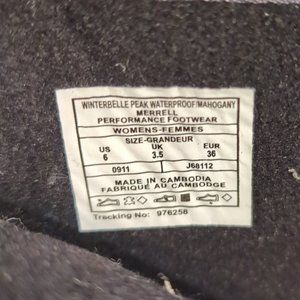 WINTERBELLE PEAK WATERPROOF/MAHOGANY
MERRELL
PERFORMANCE FOOTWEAR
WOMENS-FEMMES
SIZE-GRANDEUR
US UK EUR
6 3.5 36
0911 J68112
MADE IN CAMBODIA
FABRIQUÉ AU CAMBODGE
Tracking No: 976258